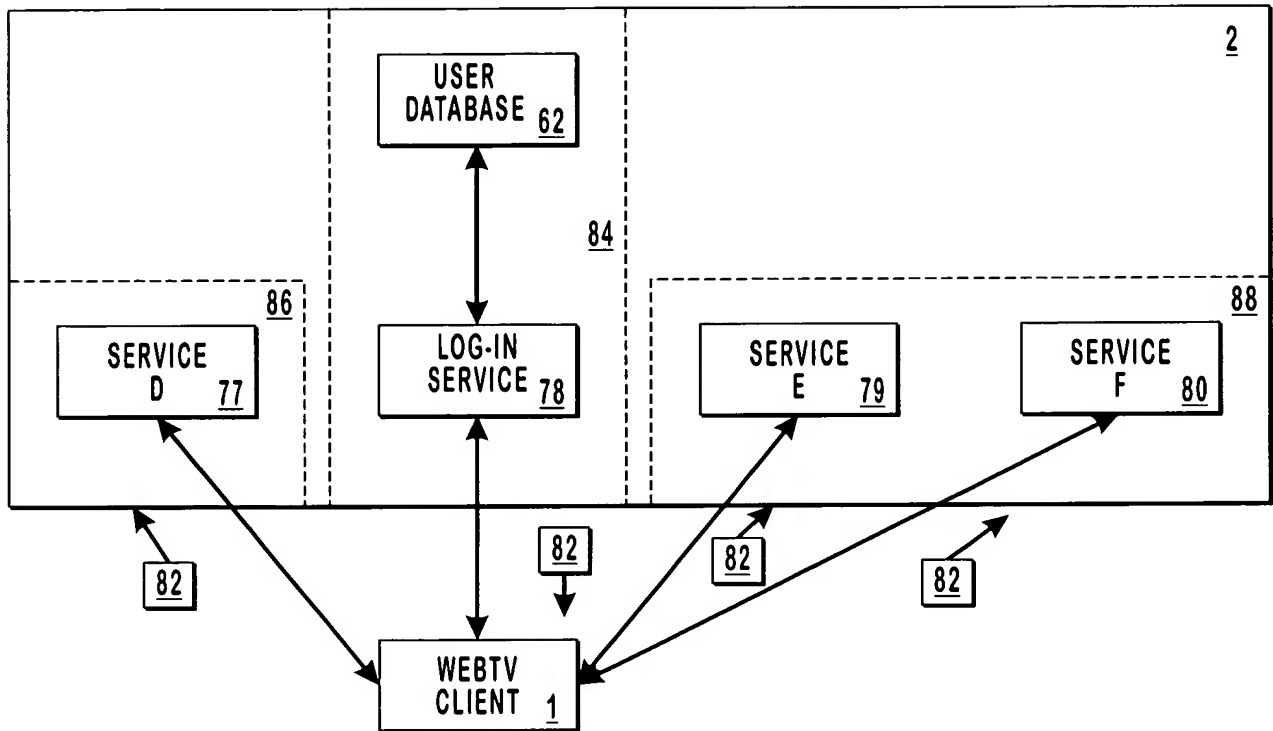 2
USER
DATABASE
62
84
86
88
SERVICE
D
77
LOG-IN
SERVICE
78
SERVICE
E
79
SERVICE
F
80
82
82
82
82
WEBTV
CLIENT
1